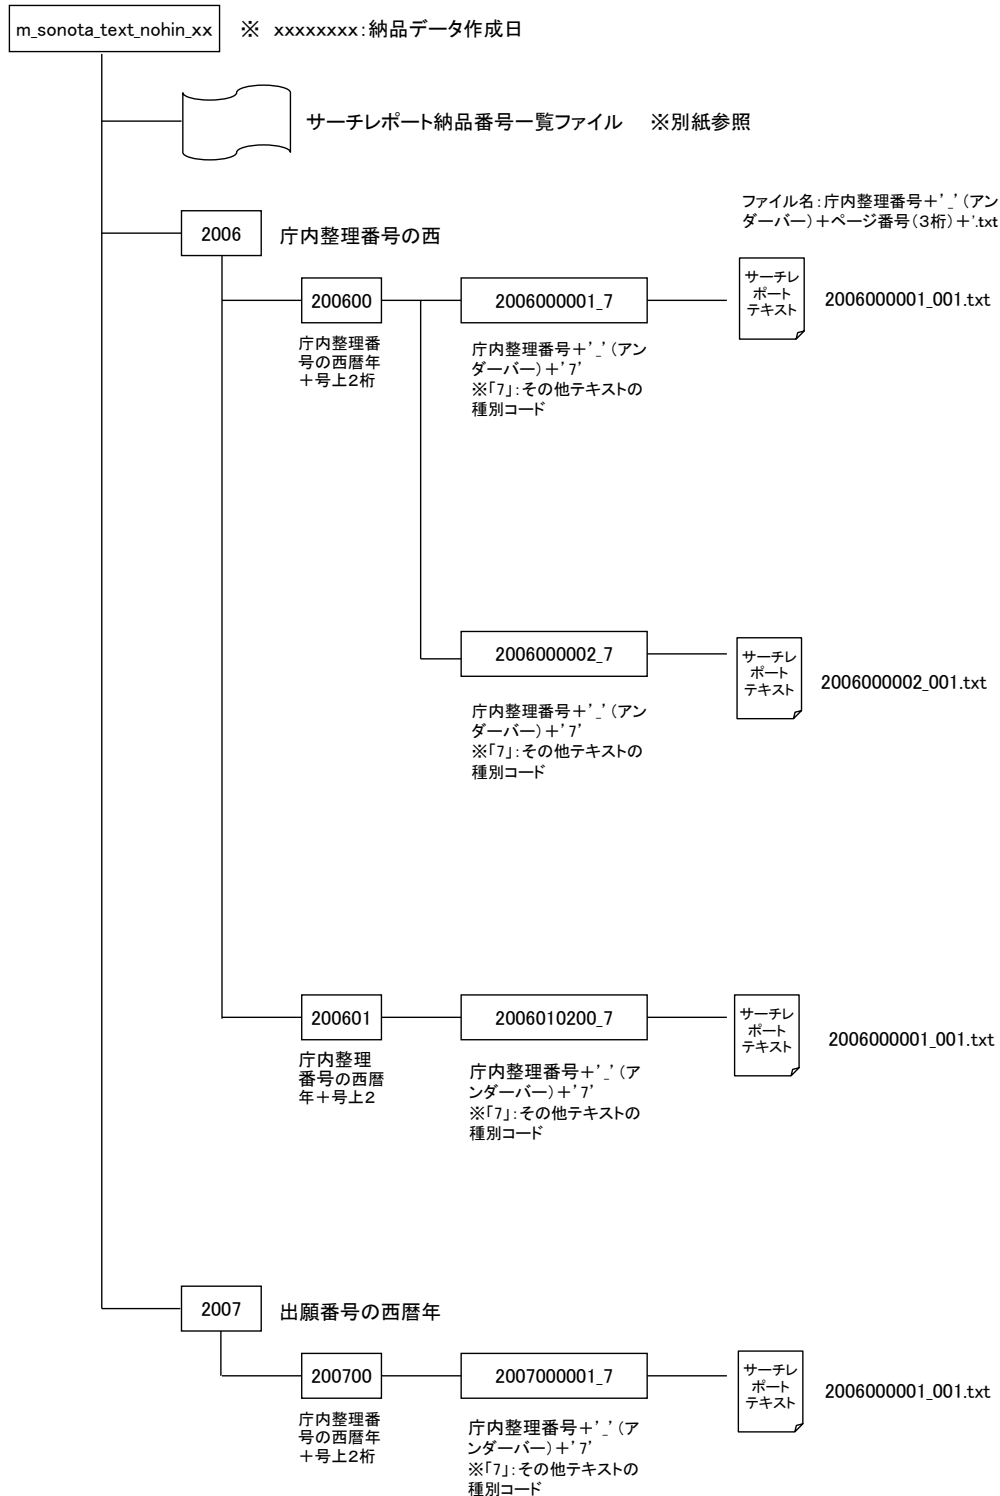 m_sonota_text_nohin_xx
※ xxxxxxxx：納品データ作成日
サーチレポート納品番号一覧ファイル　※別紙参照
ファイル名：庁内整理番号＋'_'（アン
ダーバー）＋ページ番号（3桁）＋'.txt
2006
庁内整理番号の西
200600
庁内整理番
号の西暦年
＋号上2桁
2006000001_7
庁内整理番号＋'_'（アン
ダーバー）＋'7'
※「7」：その他テキストの
種別コード
サーチレ
ポート
テキスト
2006000001_001.txt
2006000002_7
庁内整理番号＋'_'（アン
ダーバー）＋'7'
※「7」：その他テキストの
種別コード
サーチレ
ポート
テキスト
2006000002_001.txt
200601
庁内整理
番号の西暦
年＋号上2
2006010200_7
庁内整理番号＋'_'（ア
ンダーバー）＋'7'
※「7」：その他テキストの
種別コード
サーチレ
ポート
テキスト
2006000001_001.txt
2007
出願番号の西暦年
200700
庁内整理番
号の西暦年
＋号上2桁
2007000001_7
庁内整理番号＋'_'（ア
ンダーバー）＋'7'
※「7」：その他テキストの
種別コード
サーチレ
ポート
テキスト
2006000001_001.txt